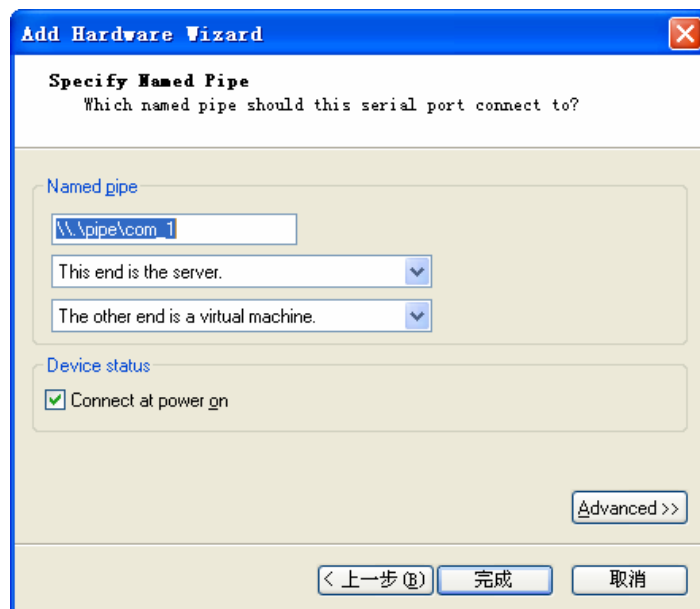 Add Hardware Wizard
Specify Named Pipe
Which named pipe should this serial port connect to?
Named pipe
\\.\pipe\com_1
This end is the server.
The other end is a virtual machine.
Device status
Connect at power on
Advanced >>
< 上一步(B) 完成 取消